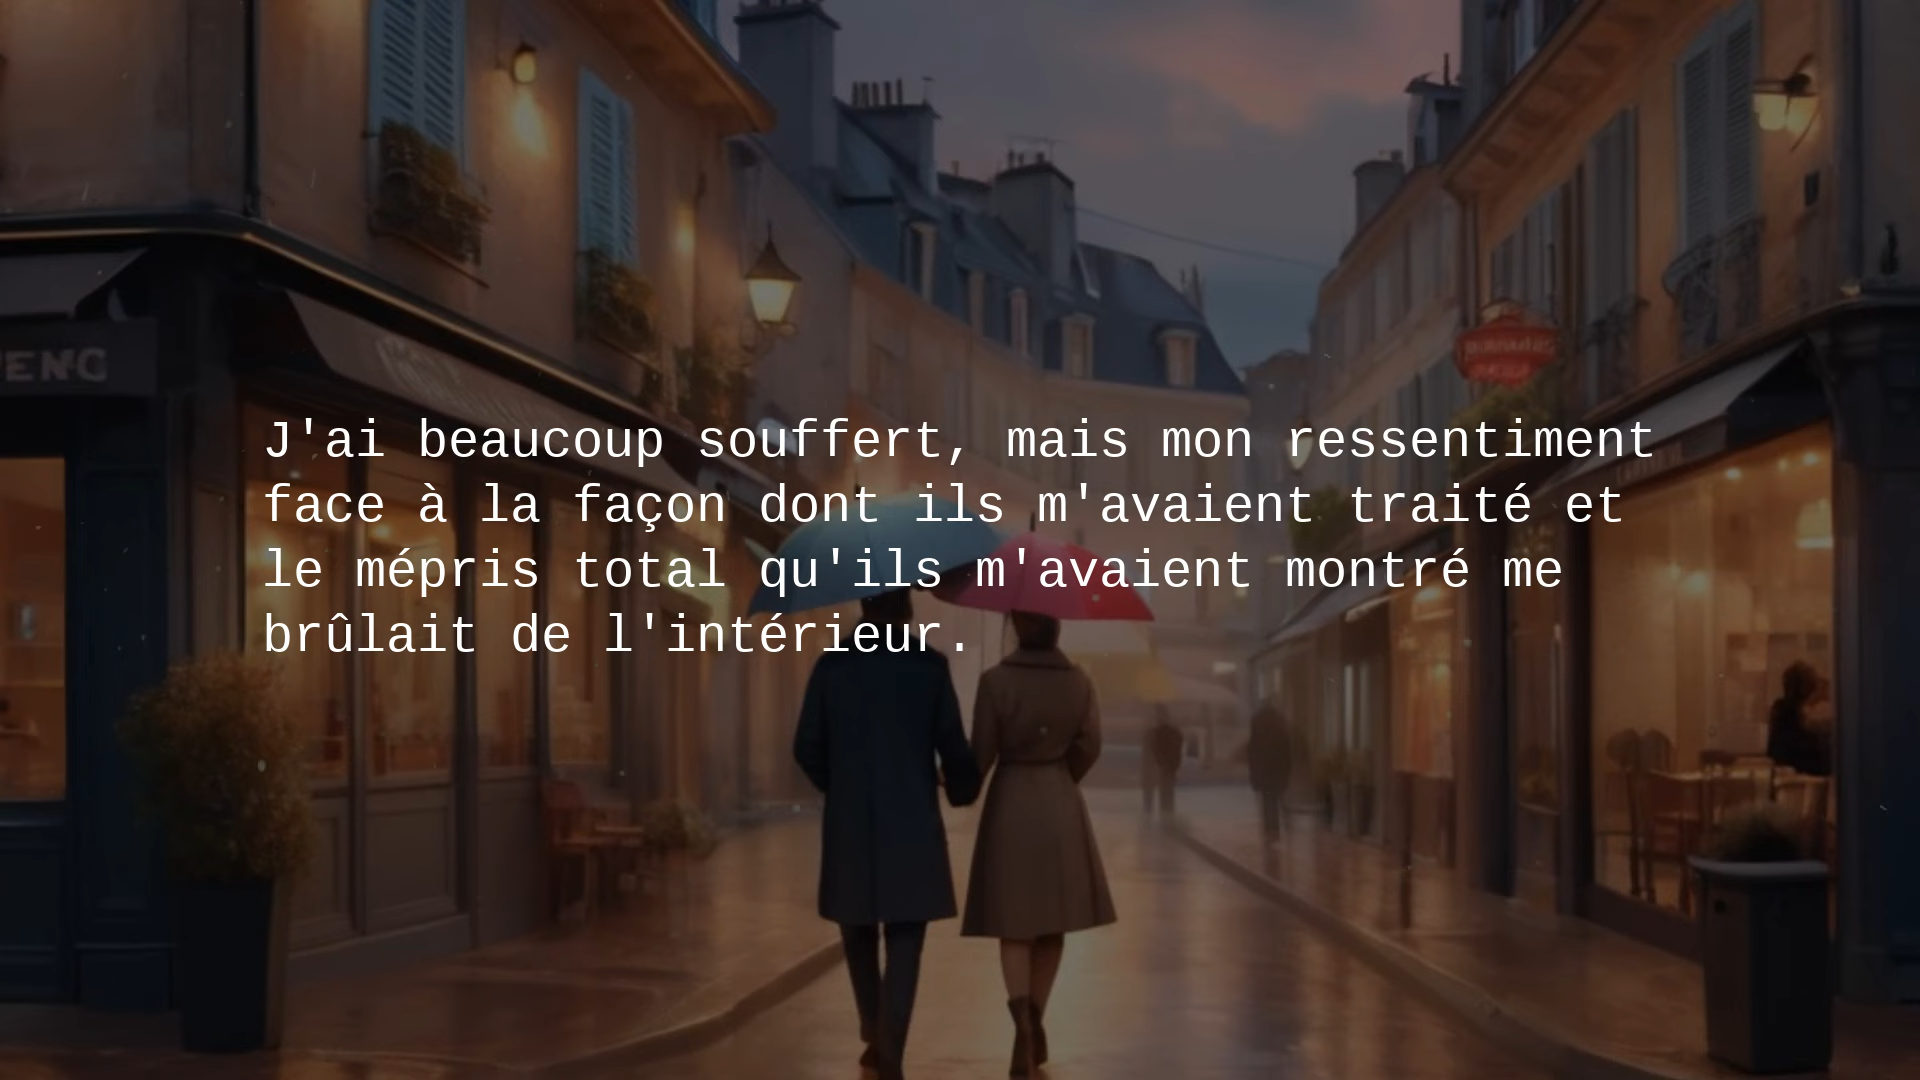 J'ai beaucoup souffert, mais mon ressentiment
face à la façon dont ils m'avaient traité et
le mépris total qu'ils m'avaient montré me
brûlait de l'intérieur.